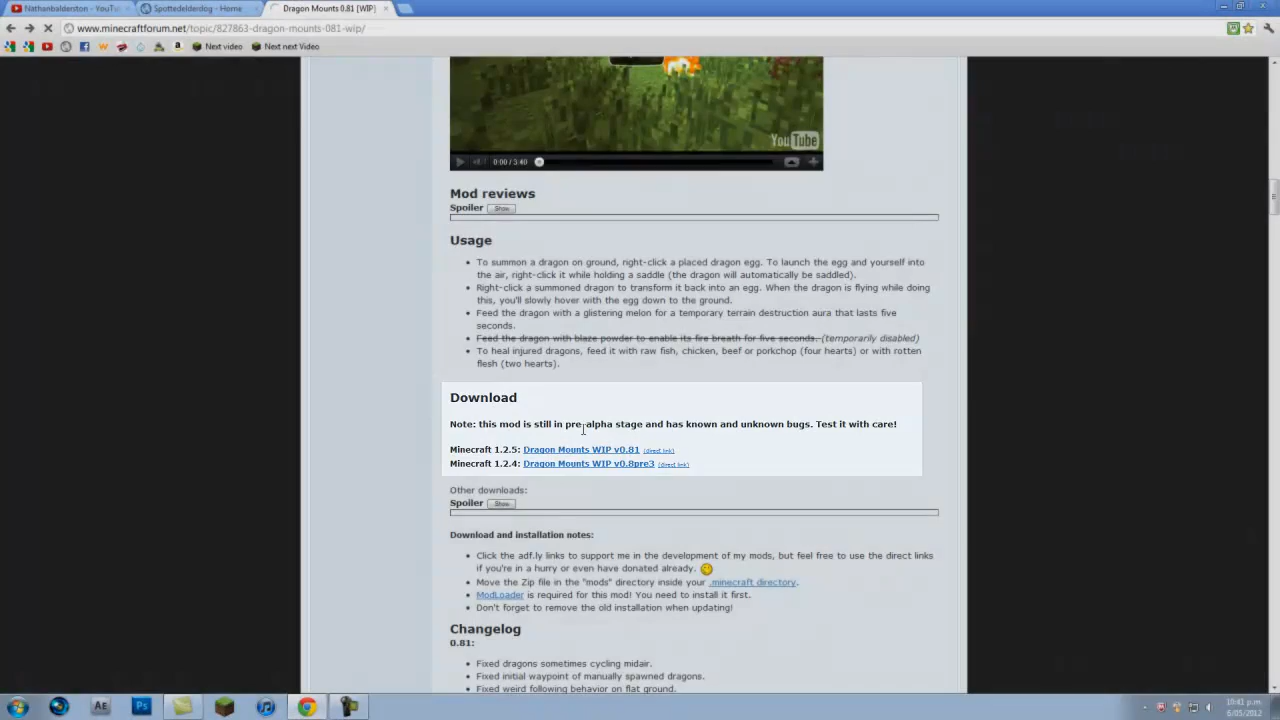 Nathanbalderston - YouTu
Spottedelderdog - Home
Dragon Mounts 0.81 [WIP]
www.minecraftforum.net/topic/827863-dragon-mounts-081-wip/
Next video
Next next Video
YouTube
0:00 / 3:40
Mod reviews
Spoiler Show
Usage
To summon a dragon on ground, right-click a placed dragon egg. To launch the egg and yourself into
the air, right-click it while holding a saddle (the dragon will automatically be saddled).
Right-click a summoned dragon to transform it back into an egg. When the dragon is flying while doing
this, you'll slowly hover with the egg down to the ground.
Feed the dragon with a glistering melon for a temporary terrain destruction aura that lasts five
seconds.
Feed the dragon with blaze powder to enable its fire breath for five seconds. (temporarily disabled)
To heal injured dragons, feed it with raw fish, chicken, beef or porkchop (four hearts) or with rotten
flesh (two hearts).
Download
Note: this mod is still in pre-alpha stage and has known and unknown bugs. Test it with care!
Minecraft 1.2.5: Dragon Mounts WIP v0.81 (direct link)
Minecraft 1.2.4: Dragon Mounts WIP v0.8pre3 (direct link)
Other downloads:
Spoiler Show
Download and installation notes:
Click the adf.ly links to support me in the development of my mods, but feel free to use the direct links
if you're in a hurry or even have donated already.
Move the Zip file in the "mods" directory inside your .minecraft directory.
ModLoader is required for this mod! You need to install it first.
Don't forget to remove the old installation when updating!
Changelog
0.81:
Fixed dragons sometimes cycling midair.
Fixed initial waypoint of manually spawned dragons.
Fixed weird following behavior on flat ground.
Ae
Ps
10:41 p.m.
6/05/2012